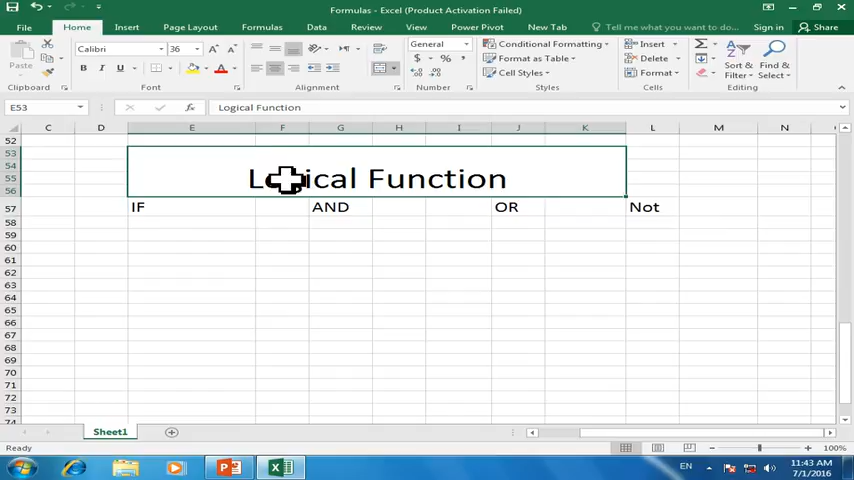 Formulas - Excel (Product Activation Failed)
File Home Insert Page Layout Formulas Data Review View Power Pivot New Tab Tell me what you want to do... Sign in Share
Paste Calibri 36 General Conditional Formatting Insert
B I U A $ % , Format as Table Delete Sort & Find &
Cell Styles Format Filter Select
Clipboard Font Alignment Number Styles Cells Editing
E53 fx Logical Function
C D E F G H I J K L M N
52
53
54
55 Logical Function
56
57 IF AND OR Not
58
59
60
61
62
63
64
65
66
67
68
69
70
71
72
73
74
Sheet1
Ready 100%
EN 11:43 AM
7/1/2016